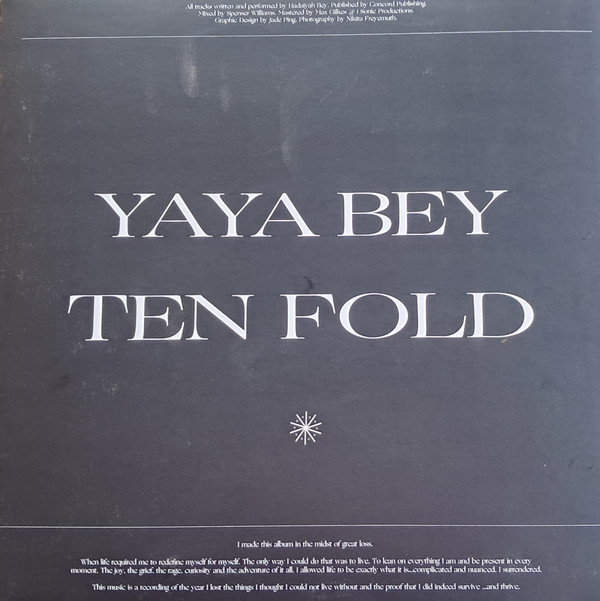 All tracks written and performed by Hadaiyah Bey. Published by Concord Publishing.
Mixed by Spenser Williams. Mastered by Max Gilkes @ I Sonic Productions.
Graphic Design by Jade Ping. Photography by Nikita Freyermuth.
YAYA BEY
TEN FOLD
I made this album in the midst of great loss.
When life required me to redefine myself for myself. The only way I could do that was to live. To lean on everything I am and be present in every
moment. The joy, the grief, the rage, curiosity and the adventure of it all. I allowed life to be exactly what it is...complicated and nuanced. I surrendered.
This music is a recording of the year I lost the things I thought I could not live without and the proof that I did indeed survive ...and thrive.